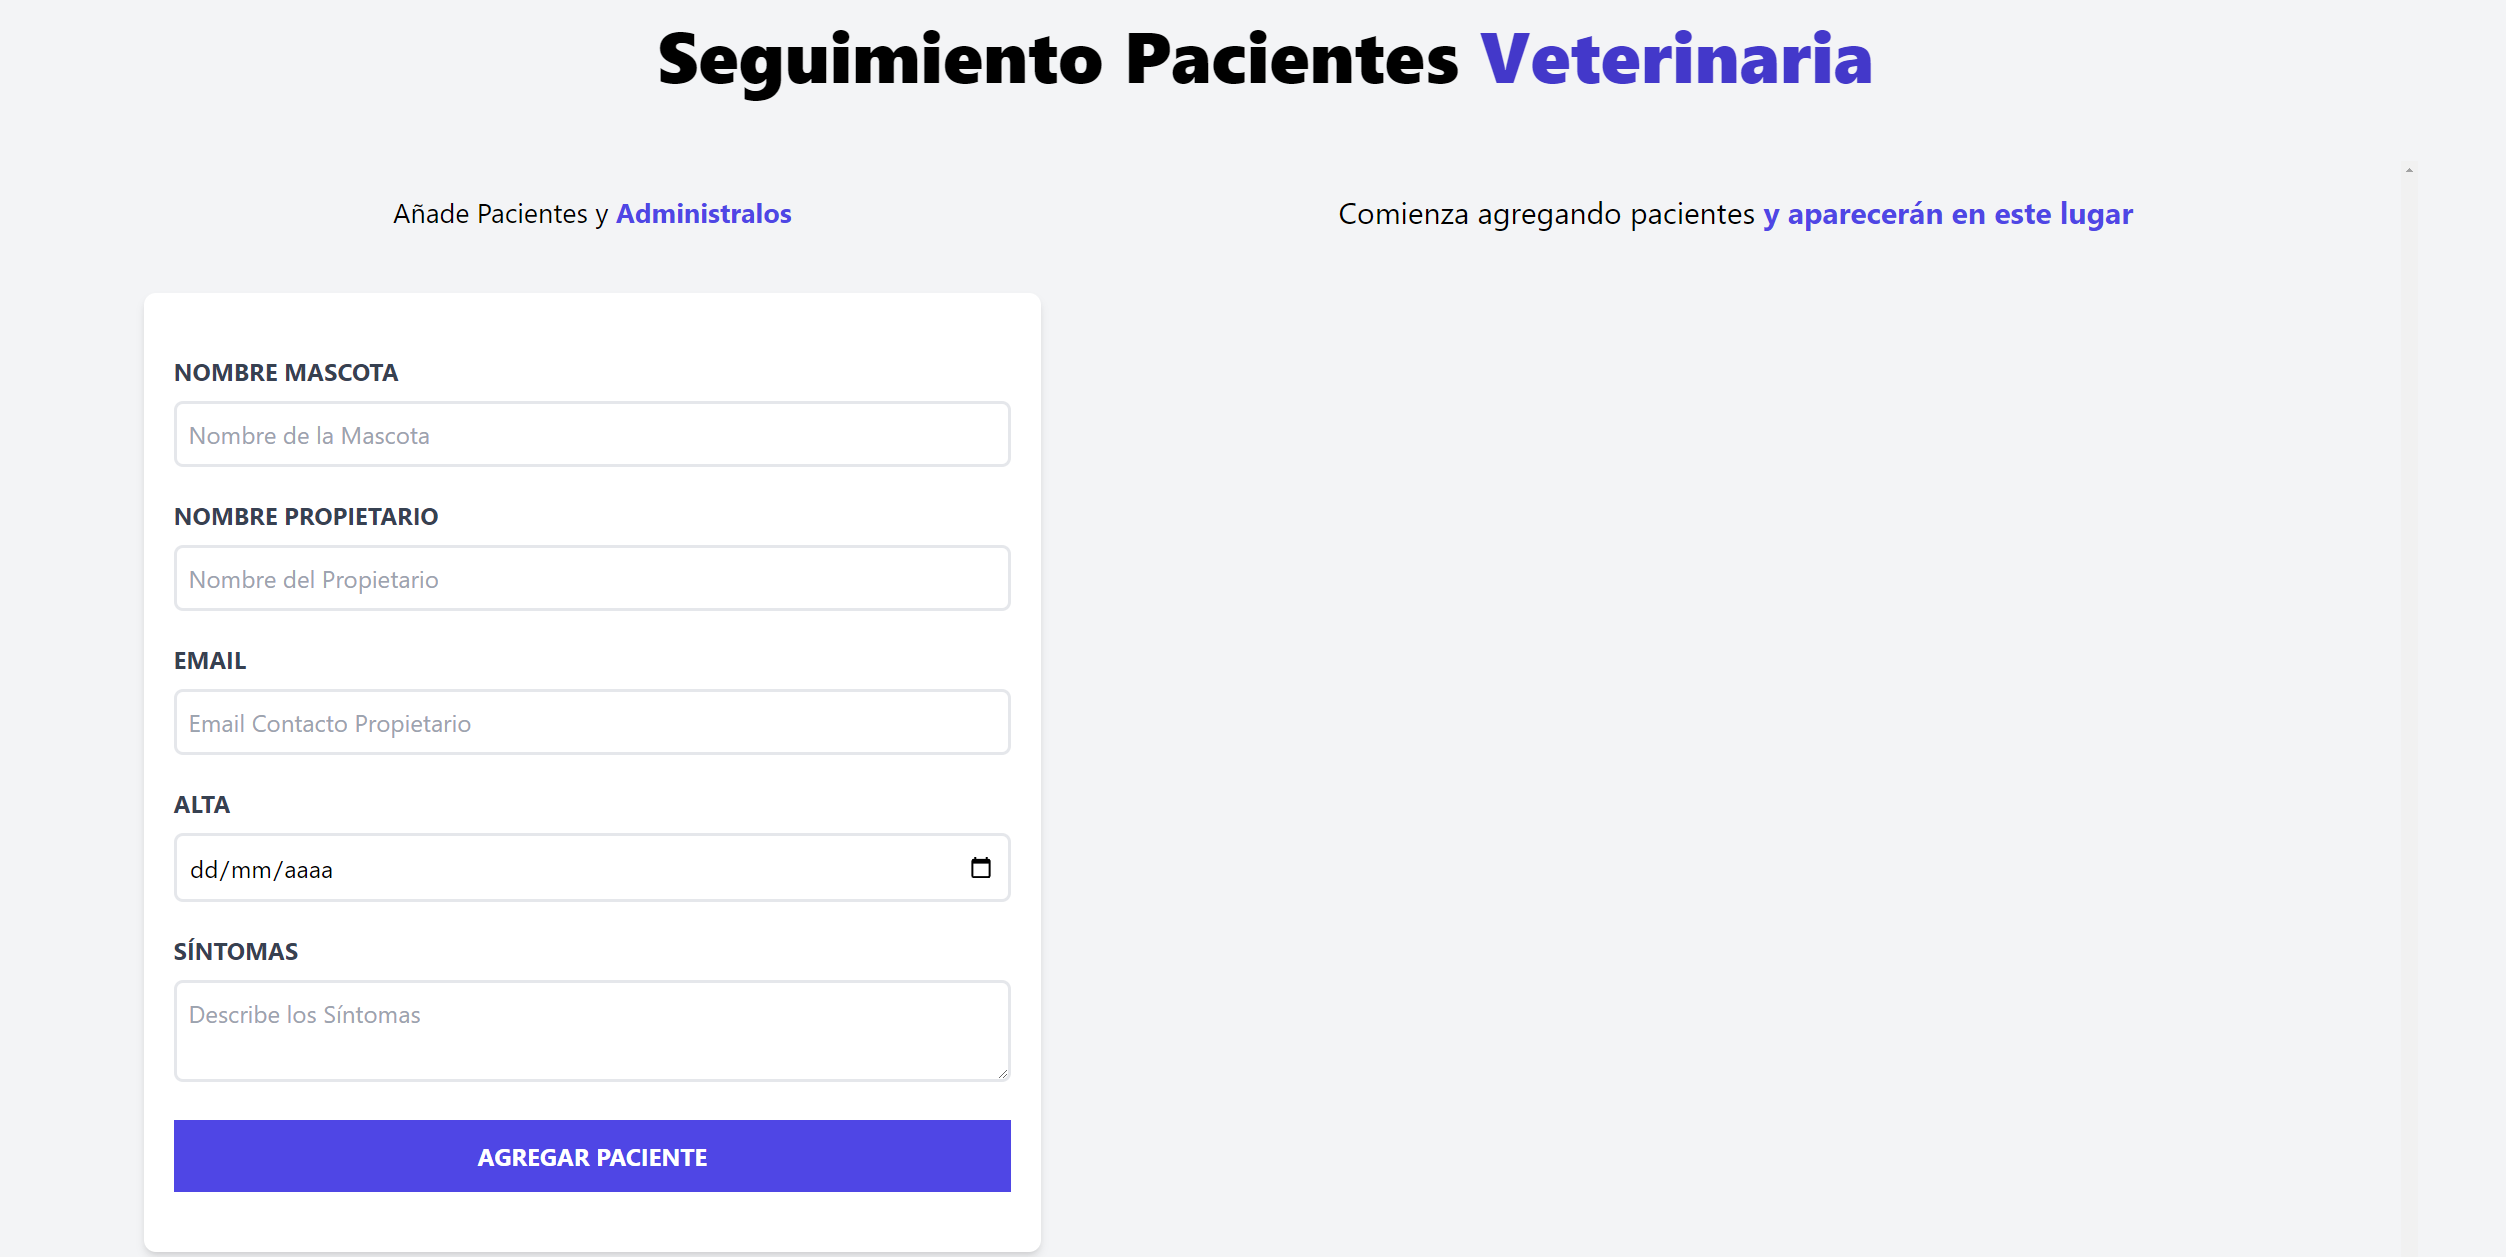 Seguimiento Pacientes Veterinaria
Añade Pacientes y Administralos
NOMBRE MASCOTA
Nombre de la Mascota
NOMBRE PROPIETARIO
Nombre del Propietario
EMAIL
Email Contacto Propietario
ALTA
dd/mm/aaaa
SÍNTOMAS
Describe los Síntomas
AGREGAR PACIENTE
Comienza agregando pacientes y aparecerán en este lugar